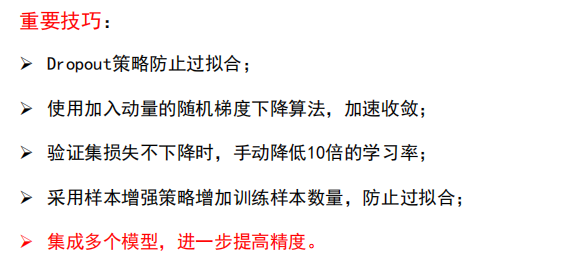 重要技巧：
➢ Dropout策略防止过拟合；
➢ 使用加入动量的随机梯度下降算法，加速收敛；
➢ 验证集损失不下降时，手动降低10倍的学习率；
➢ 采用样本增强策略增加训练样本数量，防止过拟合；
➢ 集成多个模型，进一步提高精度。